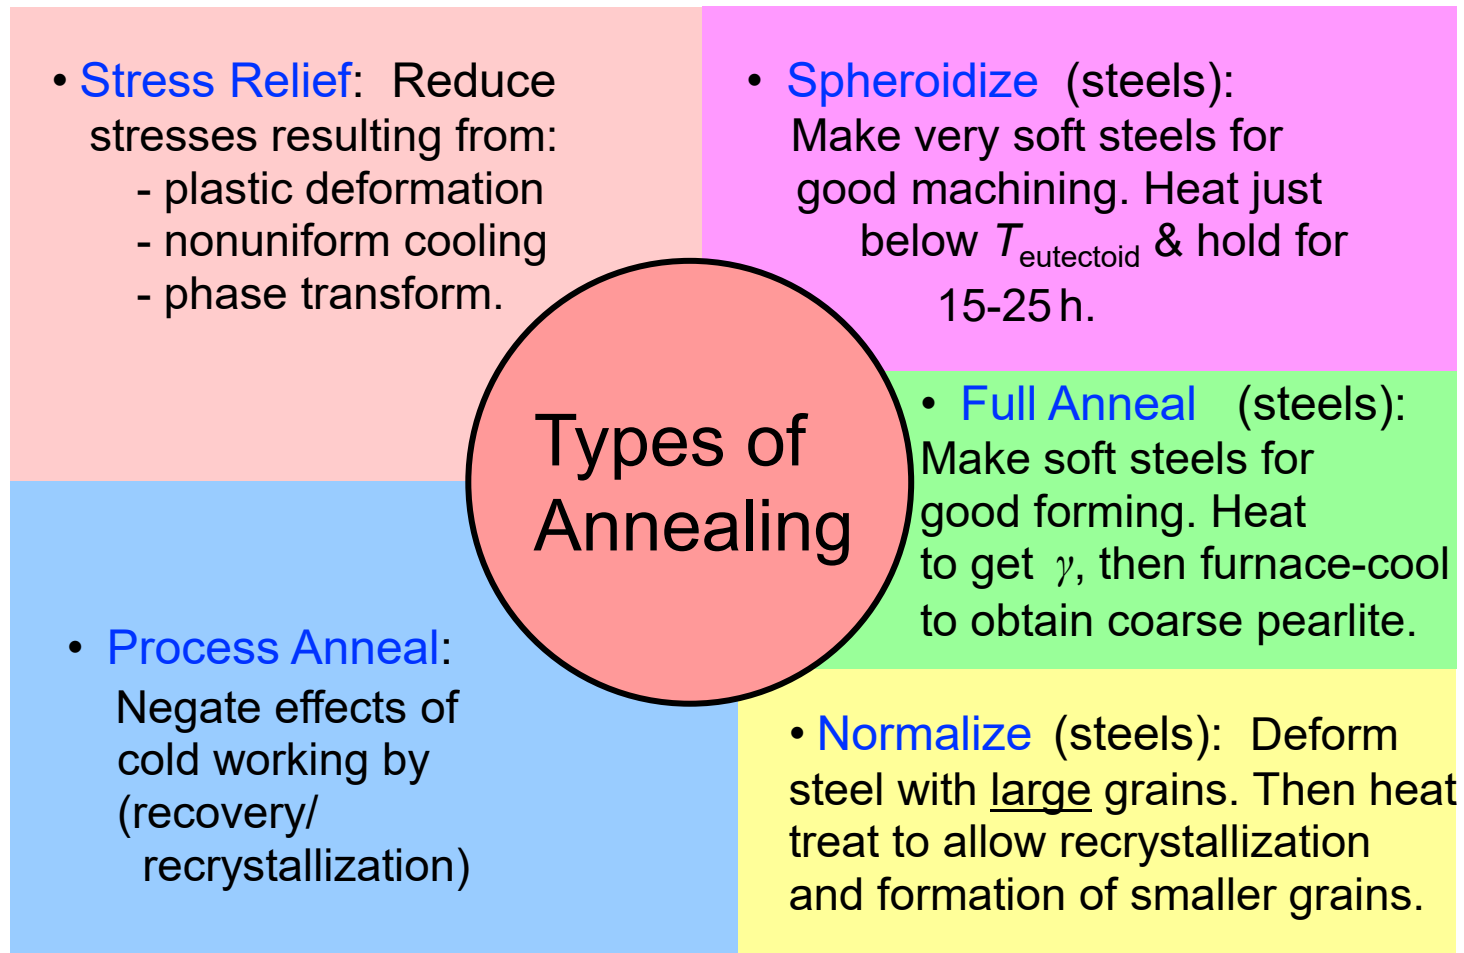 • Stress Relief: Reduce
stresses resulting from:
- plastic deformation
- nonuniform cooling
- phase transform.
• Spheroidize (steels):
Make very soft steels for
good machining. Heat just
below Teutectoid & hold for
15-25 h.
Types of
Annealing
• Full Anneal (steels):
Make soft steels for
good forming. Heat
to get γ, then furnace-cool
to obtain coarse pearlite.
• Process Anneal:
Negate effects of
cold working by
(recovery/
recrystallization)
• Normalize (steels): Deform
steel with large grains. Then heat
treat to allow recrystallization
and formation of smaller grains.